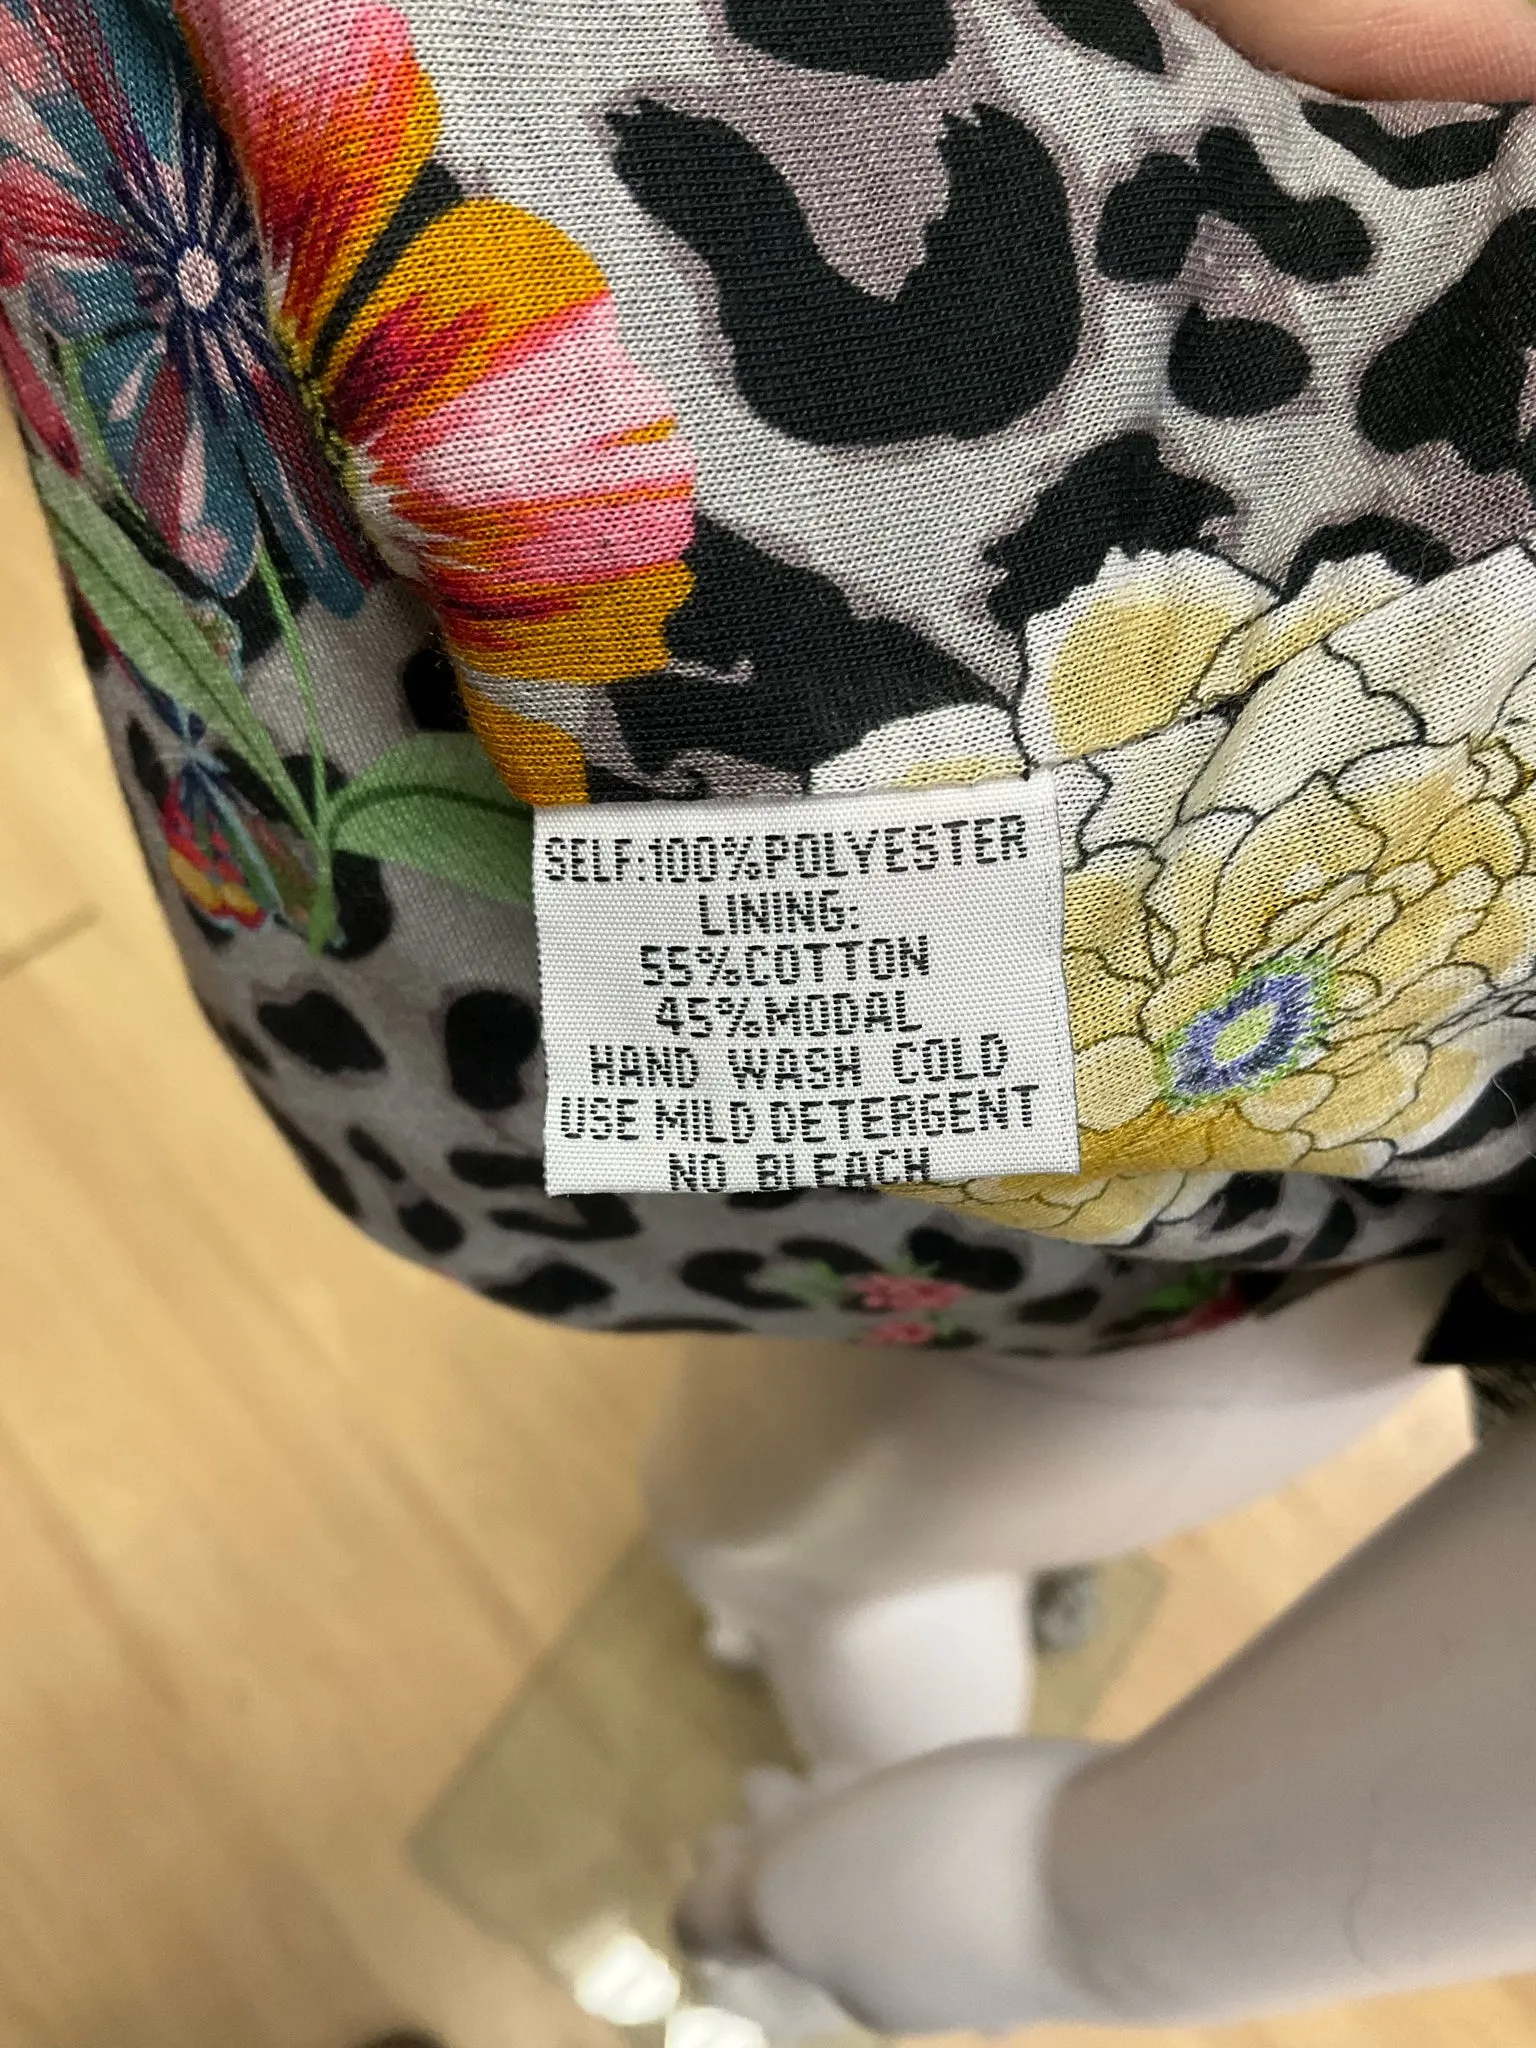 SELF:100%POLYESTER
LINING:
55%COTTON
45%MODAL
HAND WASH COLD
USE MILD DETERGENT
NO BLEACH